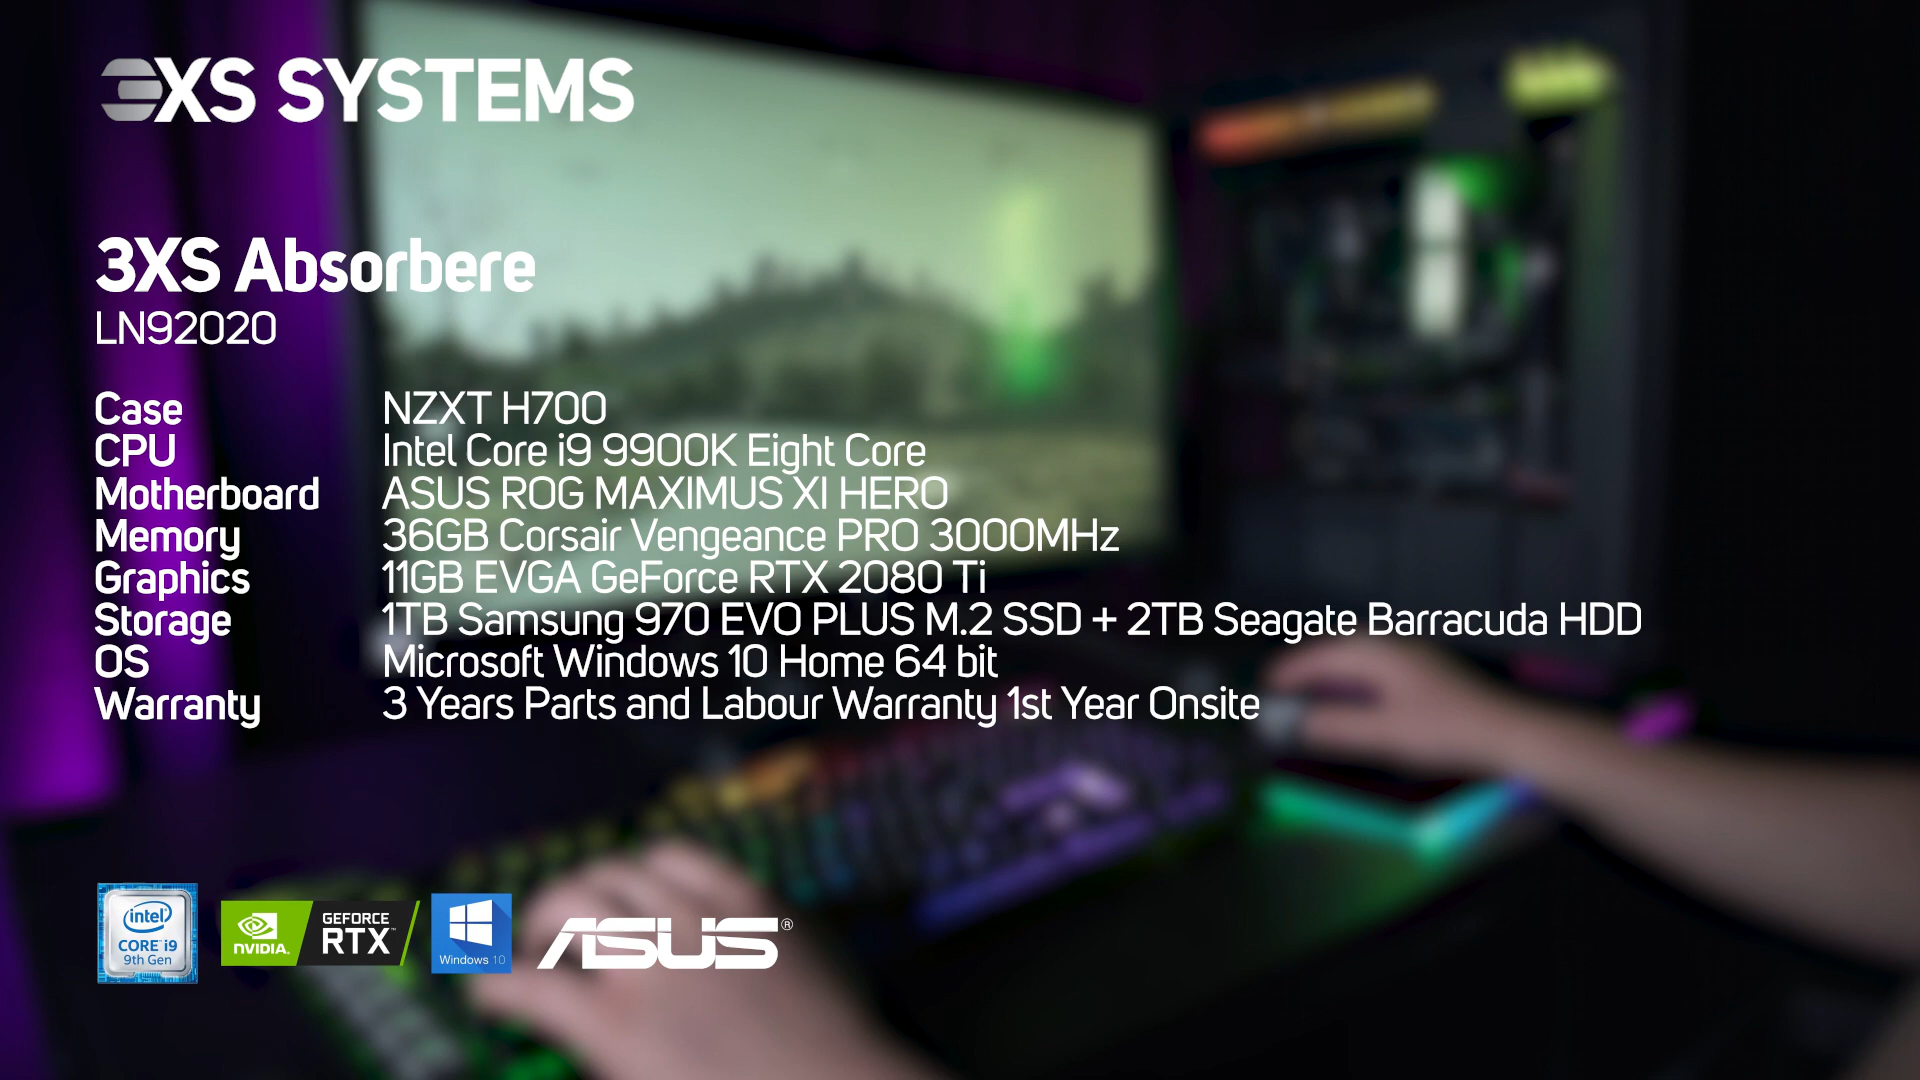 3XS SYSTEMS
3XS Absorbere
LN92020
Case NZXT H700
CPU Intel Core i9 9900K Eight Core
Motherboard ASUS ROG MAXIMUS XI HERO
Memory 36GB Corsair Vengeance PRO 3000MHz
Graphics 11GB EVGA GeForce RTX 2080 Ti
Storage 1TB Samsung 970 EVO PLUS M.2 SSD + 2TB Seagate Barracuda HDD
OS Microsoft Windows 10 Home 64 bit
Warranty 3 Years Parts and Labour Warranty 1st Year Onsite
intel
CORE i9
9th Gen
NVIDIA.
GEFORCE
RTX™
Windows 10
ASUS®